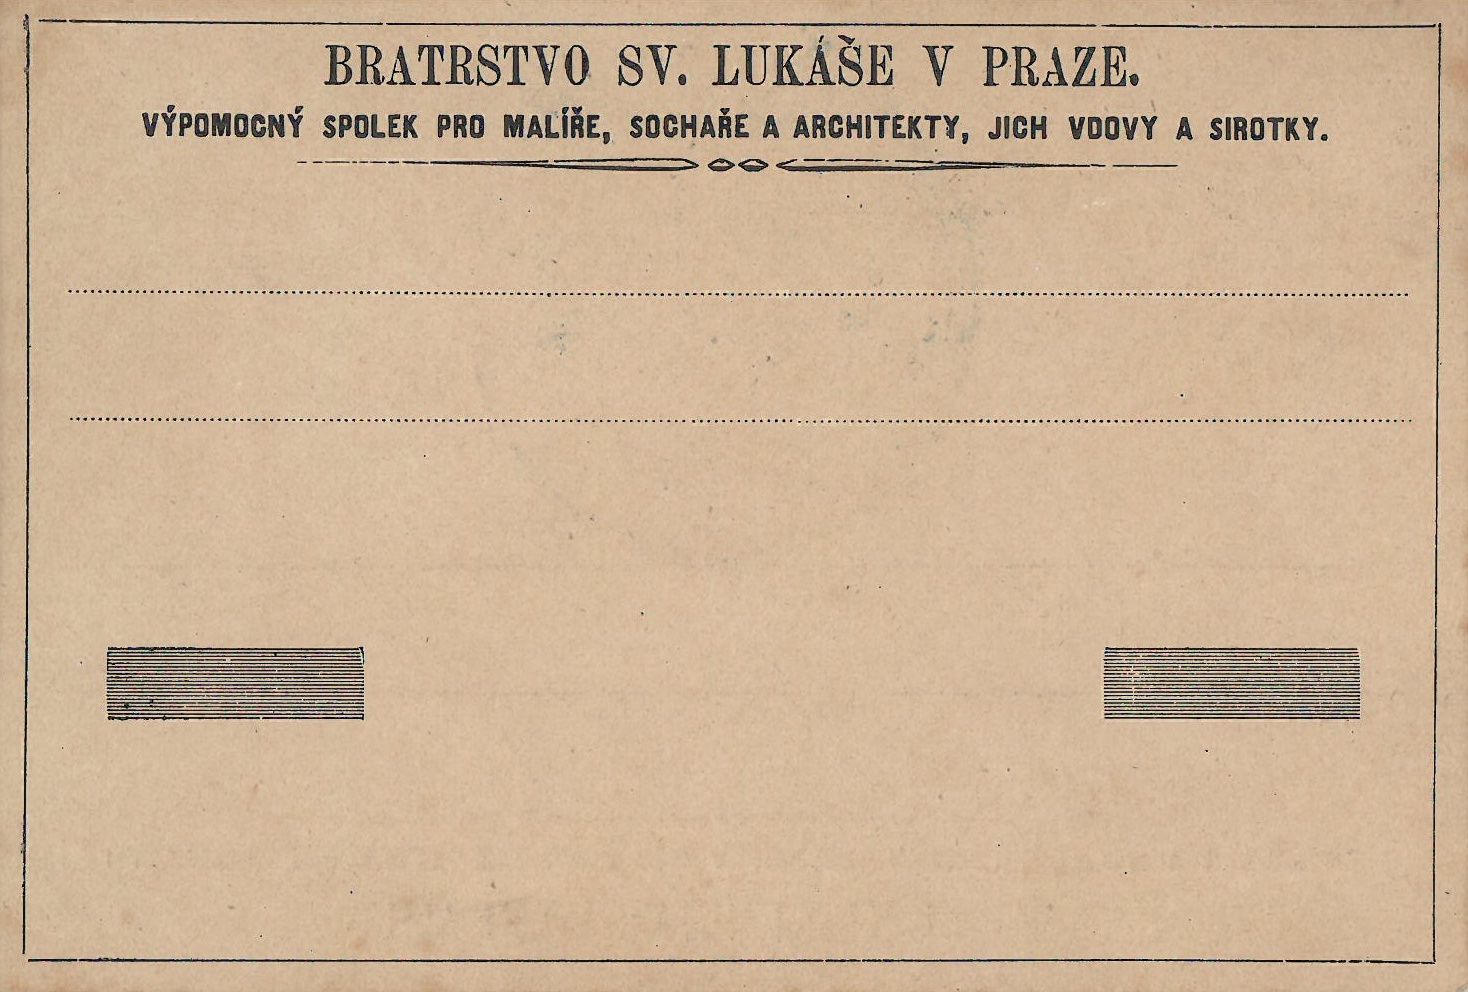 BRATRSTVO SV. LUKÁŠE V PRAZE.
VÝPOMOCNÝ SPOLEK PRO MALÍŘE, SOCHAŘE A ARCHITEKTY, JICH VDOVY A SIROTKY.